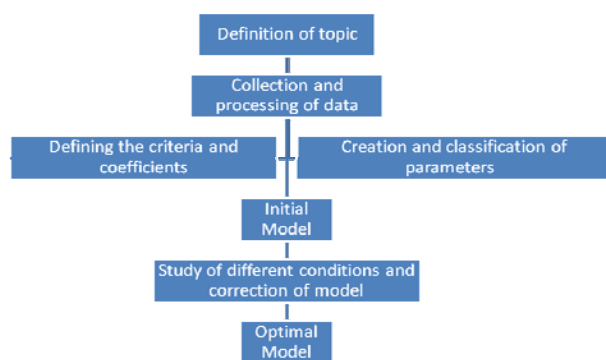 Definition of topic
Collection and
processing of data
Defining the criteria and
coefficients
Creation and classification of
parameters
Initial
Model
Study of different conditions and
correction of model
Optimal
Model